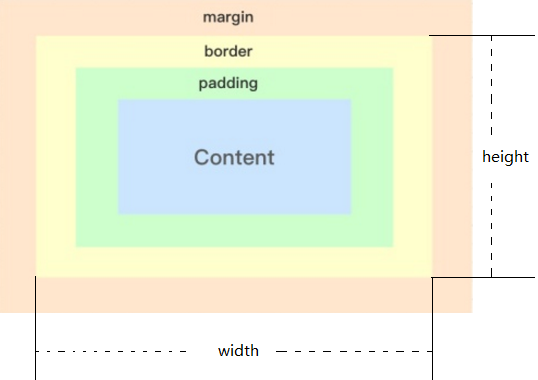 margin
border
padding
Content
height
width